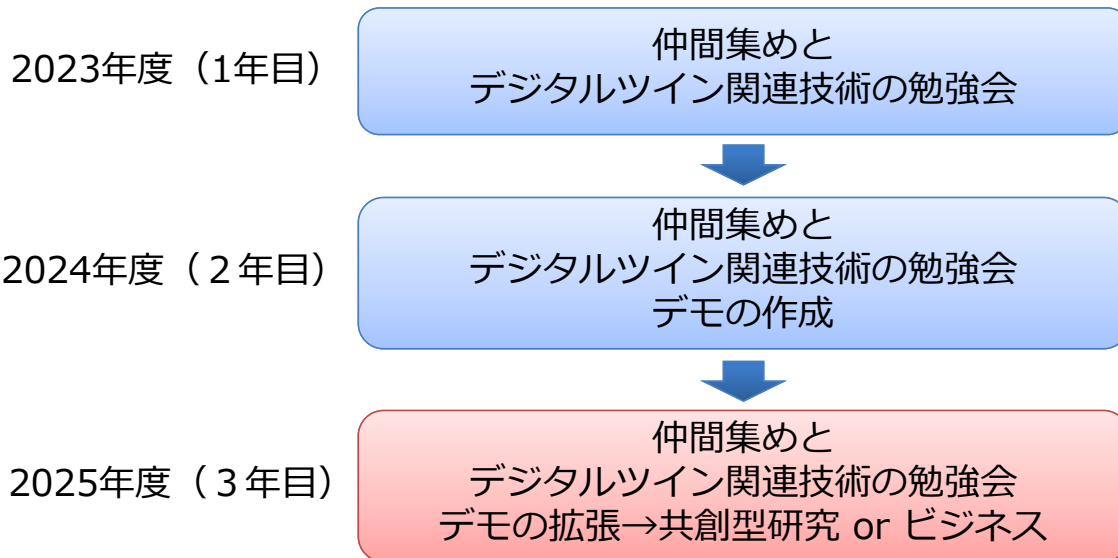 2023年度（1年目）
仲間集めと
デジタルツイン関連技術の勉強会
2024年度（２年目）
仲間集めと
デジタルツイン関連技術の勉強会
デモの作成
2025年度（３年目）
仲間集めと
デジタルツイン関連技術の勉強会
デモの拡張→共創型研究 or ビジネス